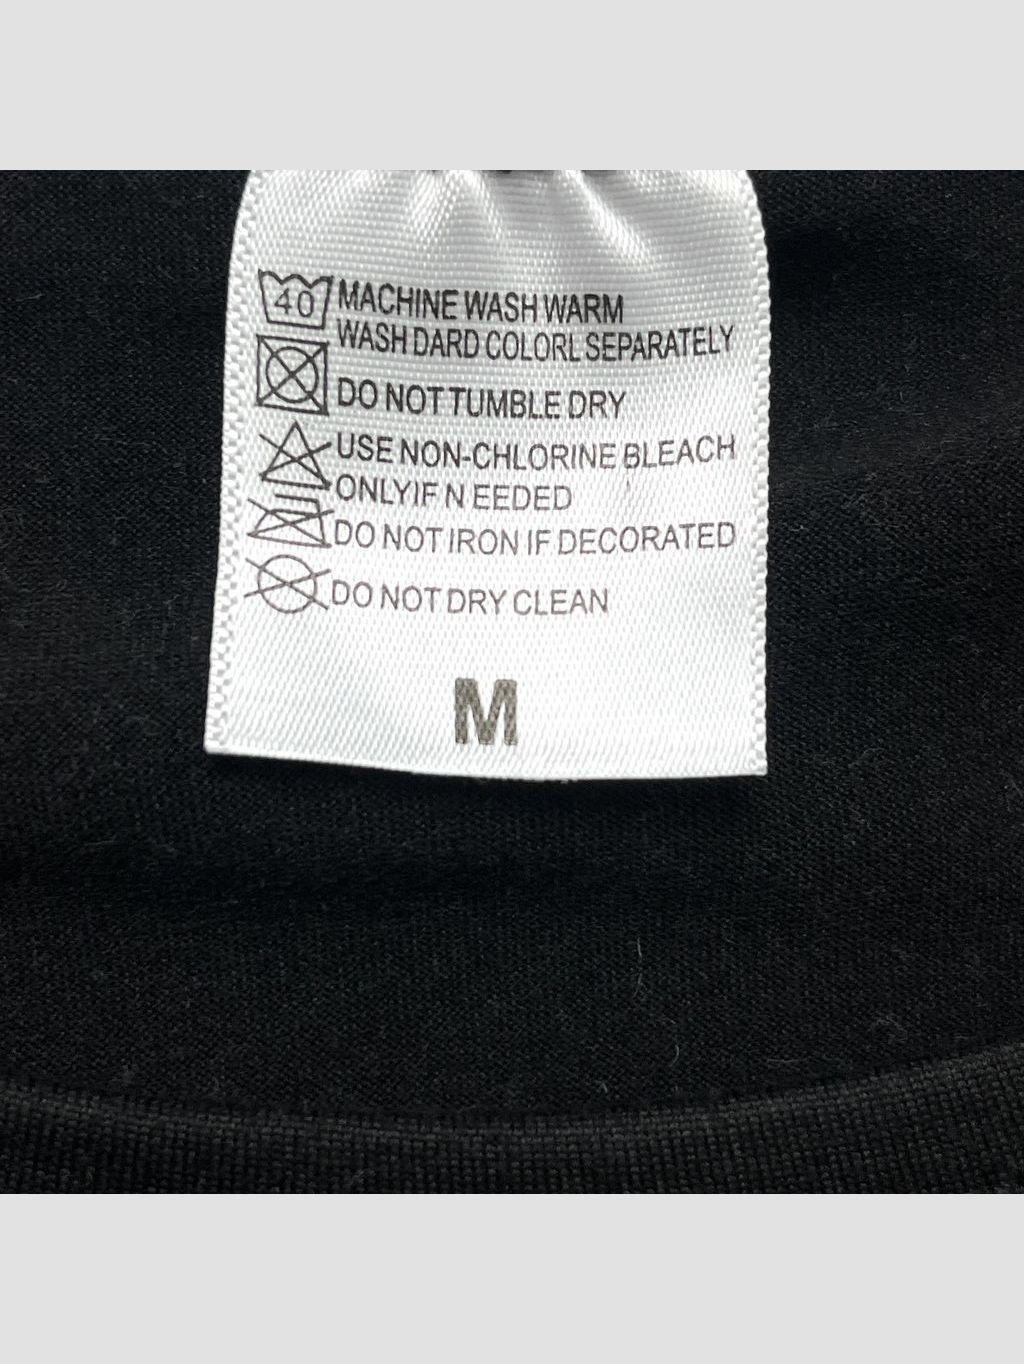 40 MACHINE WASH WARM
WASH DARD COLORL SEPARATELY
DO NOT TUMBLE DRY
USE NON-CHLORINE BLEACH
ONLYIF N EEDED
DO NOT IRON IF DECORATED
DO NOT DRY CLEAN
M